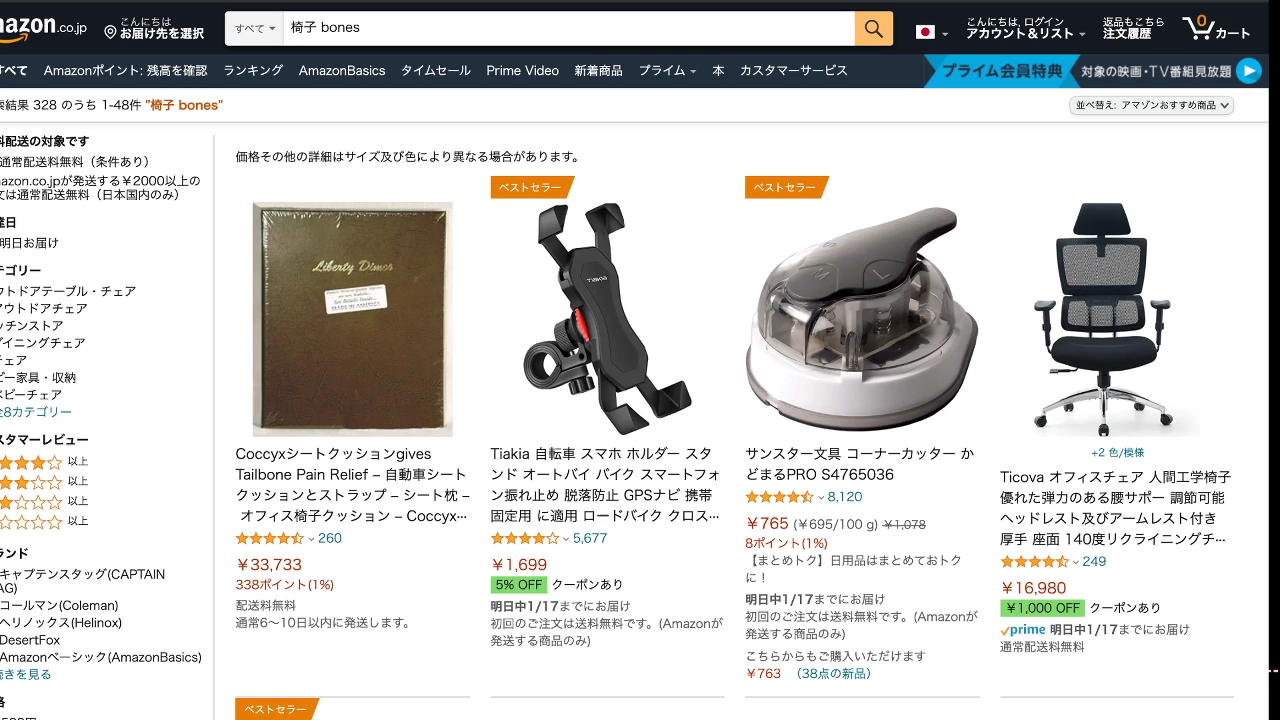 amazon.co.jp
こんにちは
お届け先を選択
すべて
椅子 bones
こんにちは, ログイン
アカウント＆リスト
返品もこちら
注文履歴
0
カート
すべて
Amazonポイント: 残高を確認
ランキング
AmazonBasics
タイムセール
Prime Video
新着商品
プライム
本
カスタマーサービス
プライム会員特典
対象の映画・TV番組見放題
索結果 328 のうち 1-48件 "椅子 bones"
並べ替え: アマゾンおすすめ商品
料配送の対象です
通常配送料無料（条件あり）
azon.co.jpが発送する￥2000以上の
文は通常配送無料（日本国内のみ）
達日
明日お届け
テゴリー
ウトドアテーブル・チェア
アウトドアチェア
ッチンストア
ダイニングチェア
チェア
ビー家具・収納
ベビーチェア
全8カテゴリー
スタマーレビュー
以上
以上
以上
以上
ランド
キャプテンスタッグ(CAPTAIN
AG)
コールマン(Coleman)
ヘリノックス(Helinox)
DesertFox
Amazonベーシック(AmazonBasics)
続きを見る
格
価格その他の詳細はサイズ及び色により異なる場合があります。
Liberty Dimes
Coccyxシートクッションgives
Tailbone Pain Relief – 自動車シート
クッションとストラップ – シート枕 –
オフィス椅子クッション – Coccyx…
260
￥33,733
338ポイント(1%)
配送料無料
通常6～10日以内に発送します。
ベストセラー
TIAKIA
Tiakia 自転車 スマホ ホルダー スタ
ンド オートバイ バイク スマートフォ
ン振れ止め 脱落防止 GPSナビ 携帯
固定用 に適用 ロードバイク クロス…
5,677
￥1,699
5% OFF クーポンあり
明日中1/17までにお届け
初回のご注文は送料無料です。(Amazonが
発送する商品のみ)
ベストセラー
S
M
L
サンスター文具 コーナーカッター か
どまるPRO S4765036
8,120
￥765 (￥695/100 g) ￥1,078
8ポイント(1%)
【まとめトク】日用品はまとめておトク
に！
明日中1/17までにお届け
初回のご注文は送料無料です。(Amazonが
発送する商品のみ)
こちらからもご購入いただけます
￥763 （38点の新品）
+2 色/模様
Ticova オフィスチェア 人間工学椅子
優れた弾力のある腰サポー 調節可能
ヘッドレスト及びアームレスト付き
厚手 座面 140度リクライニングチ…
249
￥16,980
￥1,000 OFF クーポンあり
prime 明日中1/17までにお届け
通常配送料無料
ベストセラー